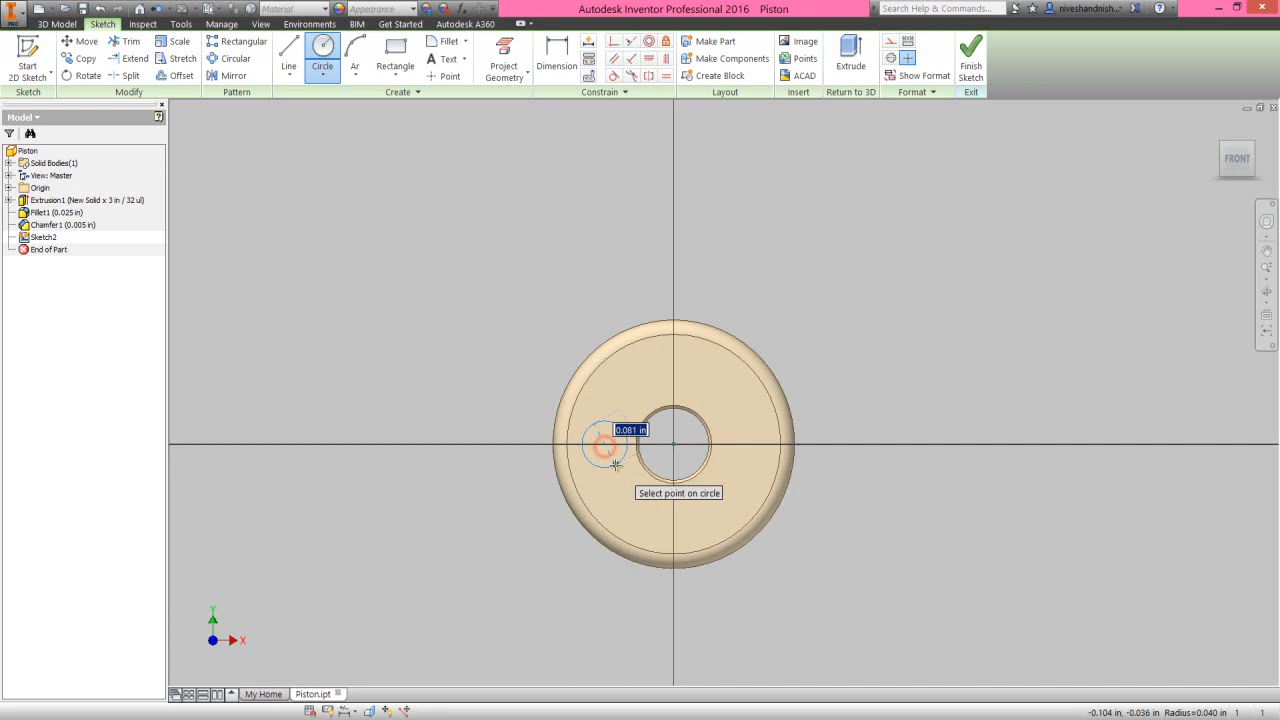 Material Appearance Autodesk Inventor Professional 2016 Piston Search Help & Commands... niveshandnish...
PRO 3D Model Sketch Inspect Tools Manage View Environments BIM Get Started Autodesk A360
Move Trim Scale Rectangular Fillet Make Part Image
Start 2D Sketch Copy Extend Stretch Circular Line Circle Arc Rectangle Text Project Geometry Dimension Make Components Points Extrude Finish Sketch
Rotate Split Offset Mirror Point Create Block ACAD Show Format
Sketch Modify Pattern Create Constrain Layout Insert Return to 3D Format Exit
Model
Piston
Solid Bodies(1)
View: Master
Origin
Extrusion1 (New Solid x 3 in / 32 ul)
Fillet1 (0.025 in)
Chamfer1 (0.005 in)
Sketch2
End of Part
FRONT
0.081 in
Select point on circle
Y
X
My Home Piston.ipt
-0.104 in, -0.036 in Radius=0.040 in 1 1